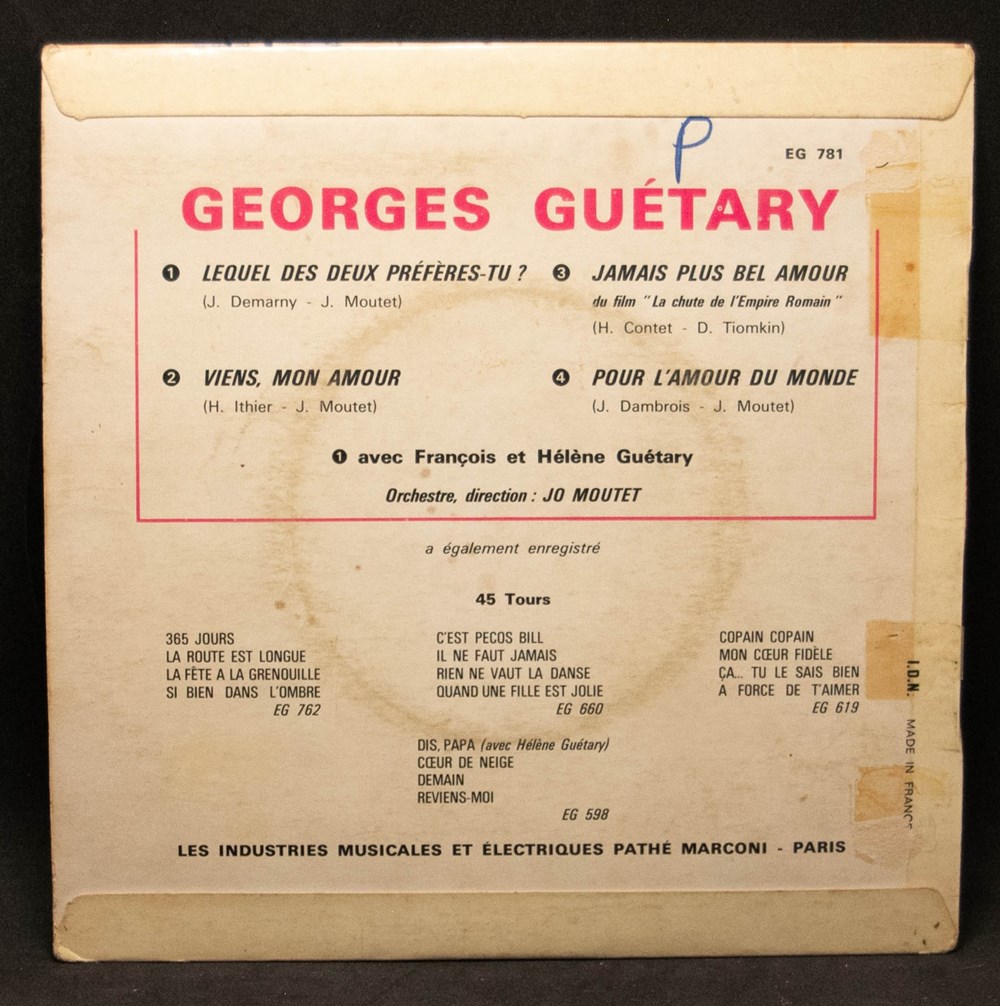 P
EG 781
GEORGES GUÉTARY
❶ LEQUEL DES DEUX PRÉFÈRES-TU ?
(J. Demarny - J. Moutet)
❷ VIENS, MON AMOUR
(H. Ithier - J. Moutet)
❸ JAMAIS PLUS BEL AMOUR
du film "La chute de l'Empire Romain"
(H. Contet - D. Tiomkin)
❹ POUR L'AMOUR DU MONDE
(J. Dambrois - J. Moutet)
❶ avec François et Hélène Guétary
Orchestre, direction : JO MOUTET
a également enregistré
45 Tours
365 JOURS
LA ROUTE EST LONGUE
LA FÊTE A LA GRENOUILLE
SI BIEN DANS L'OMBRE
EG 762
C'EST PECOS BILL
IL NE FAUT JAMAIS
RIEN NE VAUT LA DANSE
QUAND UNE FILLE EST JOLIE
EG 660
COPAIN COPAIN
MON CŒUR FIDÈLE
ÇA... TU LE SAIS BIEN
A FORCE DE T'AIMER
EG 619
DIS, PAPA (avec Hélène Guétary)
CŒUR DE NEIGE
DEMAIN
REVIENS-MOI
EG 598
LES INDUSTRIES MUSICALES ET ÉLECTRIQUES PATHÉ MARCONI - PARIS
I.D.N. MADE IN FRANCE